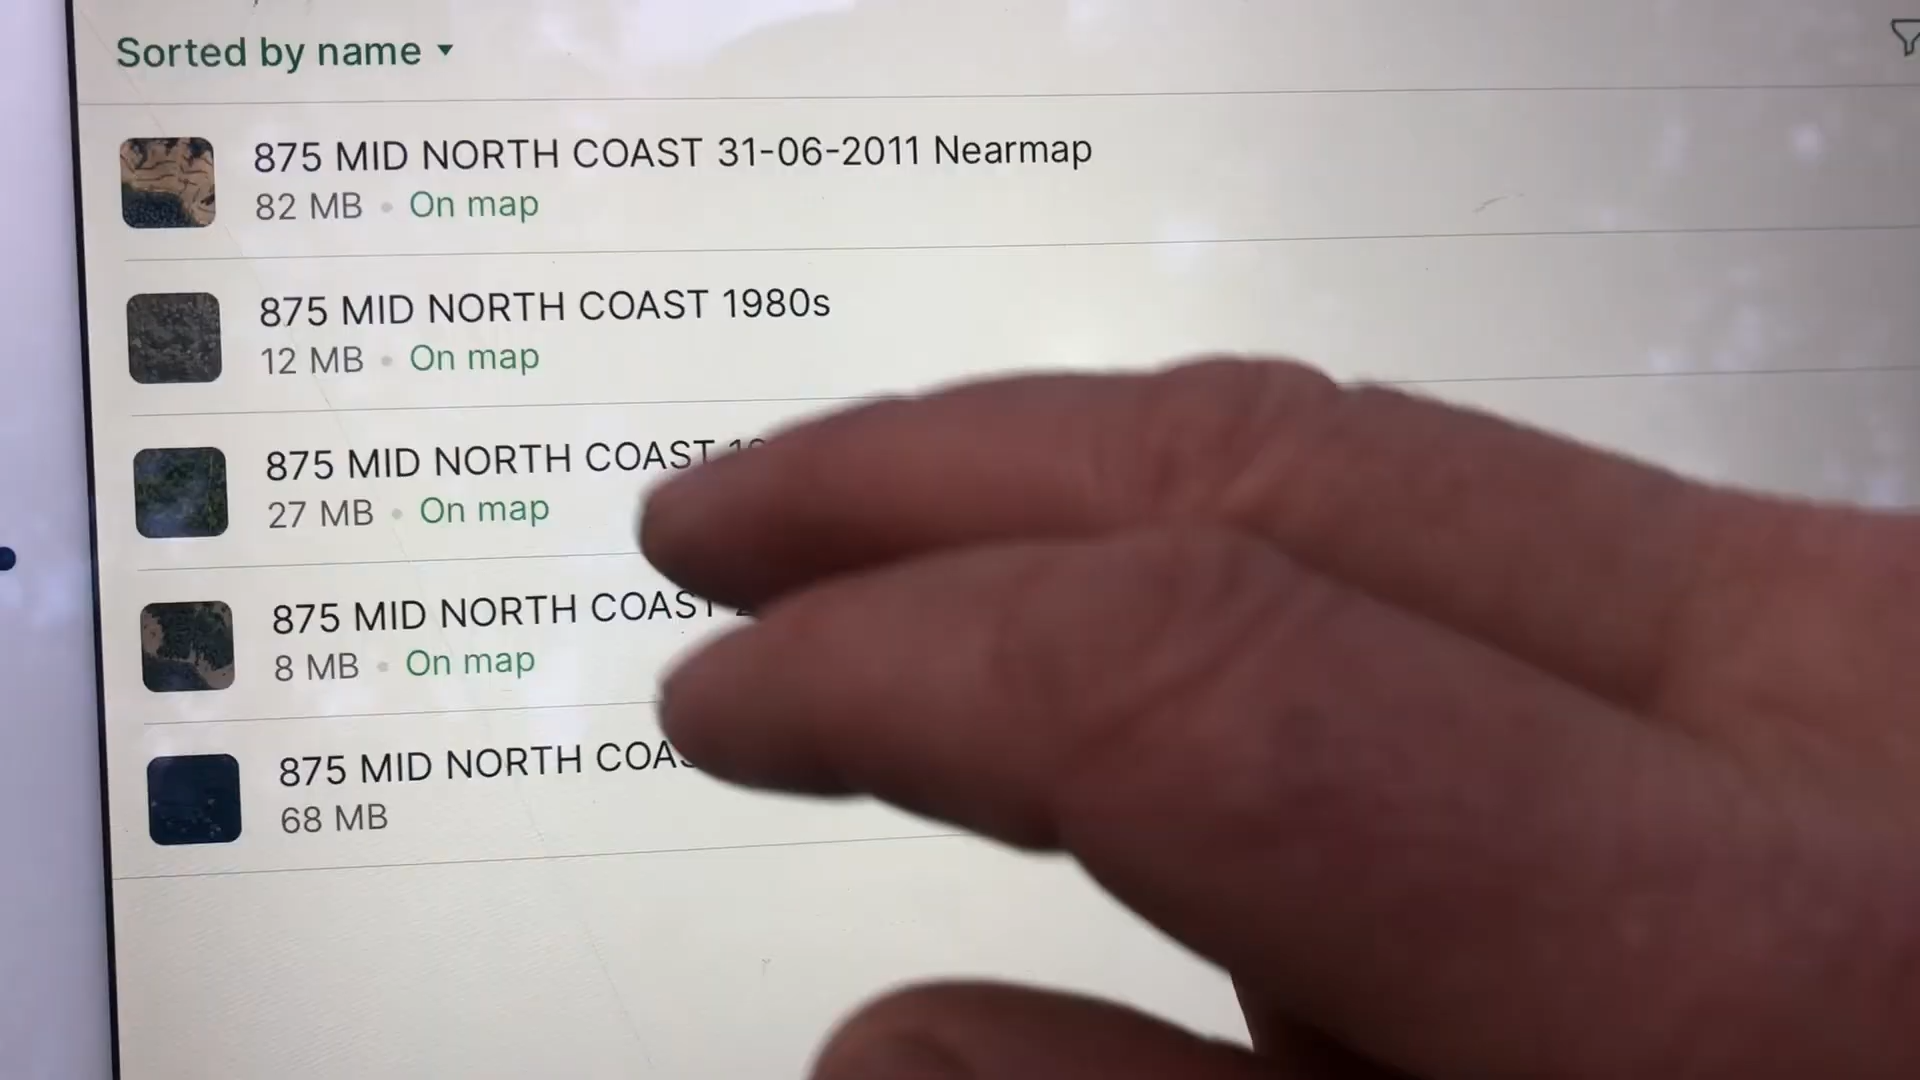 Sorted by name
875 MID NORTH COAST 31-06-2011 Nearmap
82 MB • On map
875 MID NORTH COAST 1980s
12 MB • On map
875 MID NORTH COAST
27 MB • On map
875 MID NORTH COAST
8 MB • On map
875 MID NORTH
68 MB